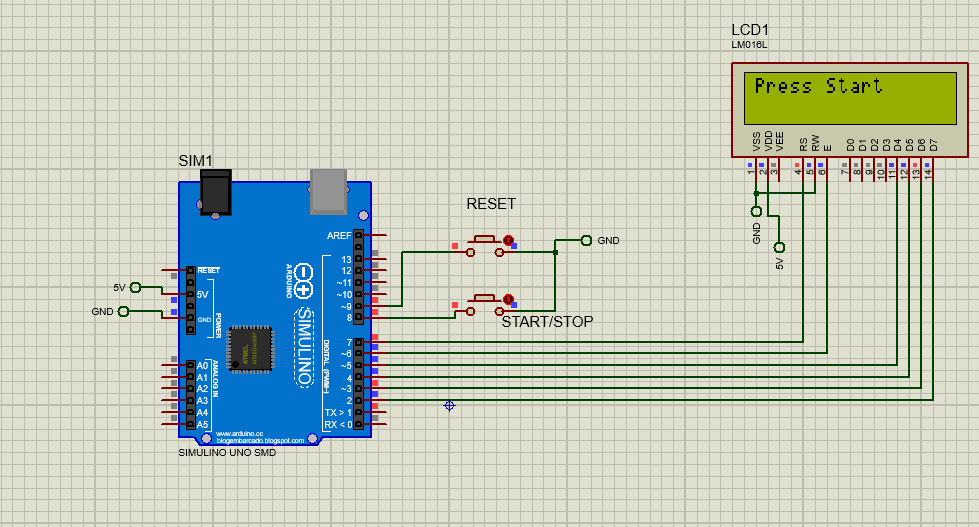 LCD1
LM016L
Press Start
VSS
VDD
VEE
RS
RW
E
D0
D1
D2
D3
D4
D5
D6
D7
1
2
3
4
5
6
7
8
9
10
11
12
13
14
GND
5V
SIM1
RESET
GND
START/STOP
AREF
13
12
~11
~10
~9
8
7
~6
~5
4
~3
2
TX > 1
RX < 0
RESET
5V
GND
POWER
5V
GND
A0
A1
A2
A3
A4
A5
ANALOG IN
ARDUINO
SIMULINO
DIGITAL (PWM~)
ATMEL
www.arduino.cc
blogembarcado.blogspot.com
SIMULINO UNO SMD